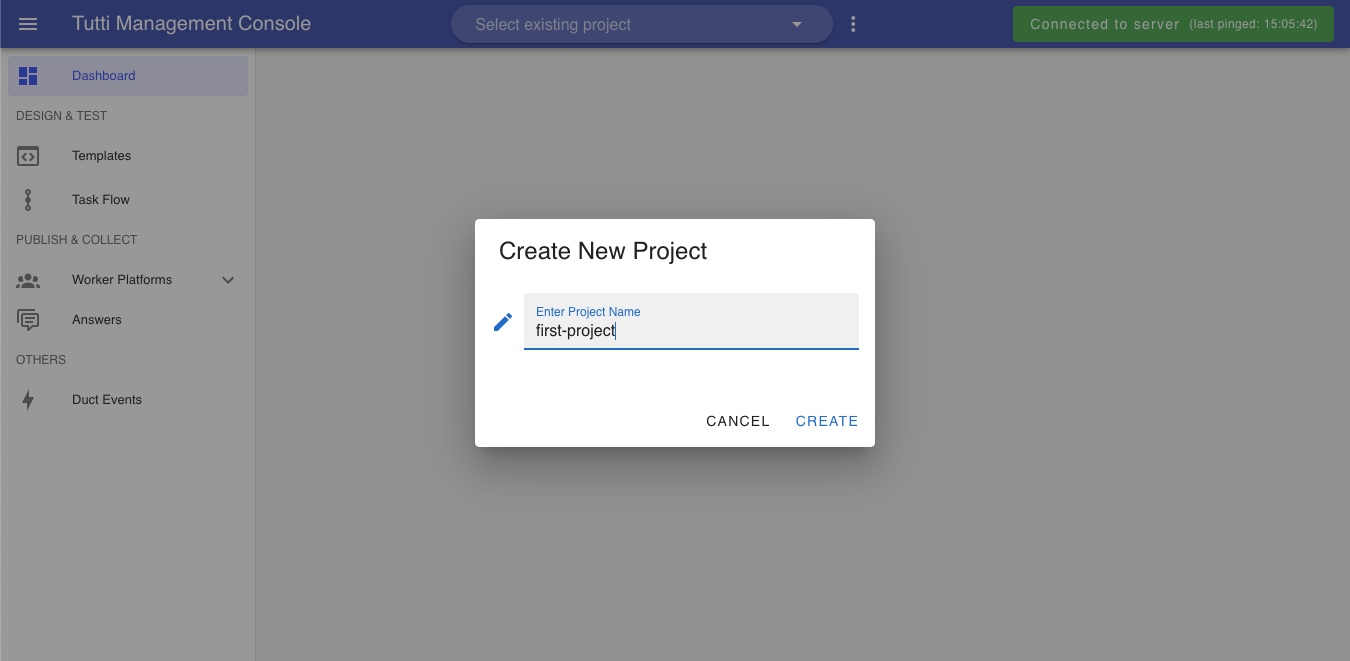 Tutti Management Console
Select existing project
Connected to server (last pinged: 15:05:42)
Dashboard
DESIGN & TEST
Templates
Task Flow
PUBLISH & COLLECT
Worker Platforms
Answers
OTHERS
Duct Events
Create New Project
Enter Project Name
first-project
CANCEL CREATE